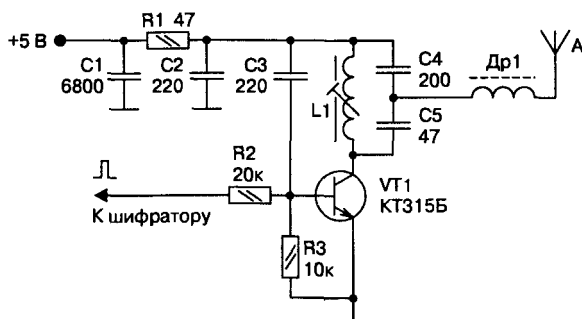 +5 В
R1 47
C1
6800
C2
220
C3
220
L1
C4
200
C5
47
Др1
А
R2
20к
К шифратору
VT1
КТ315Б
R3
10к